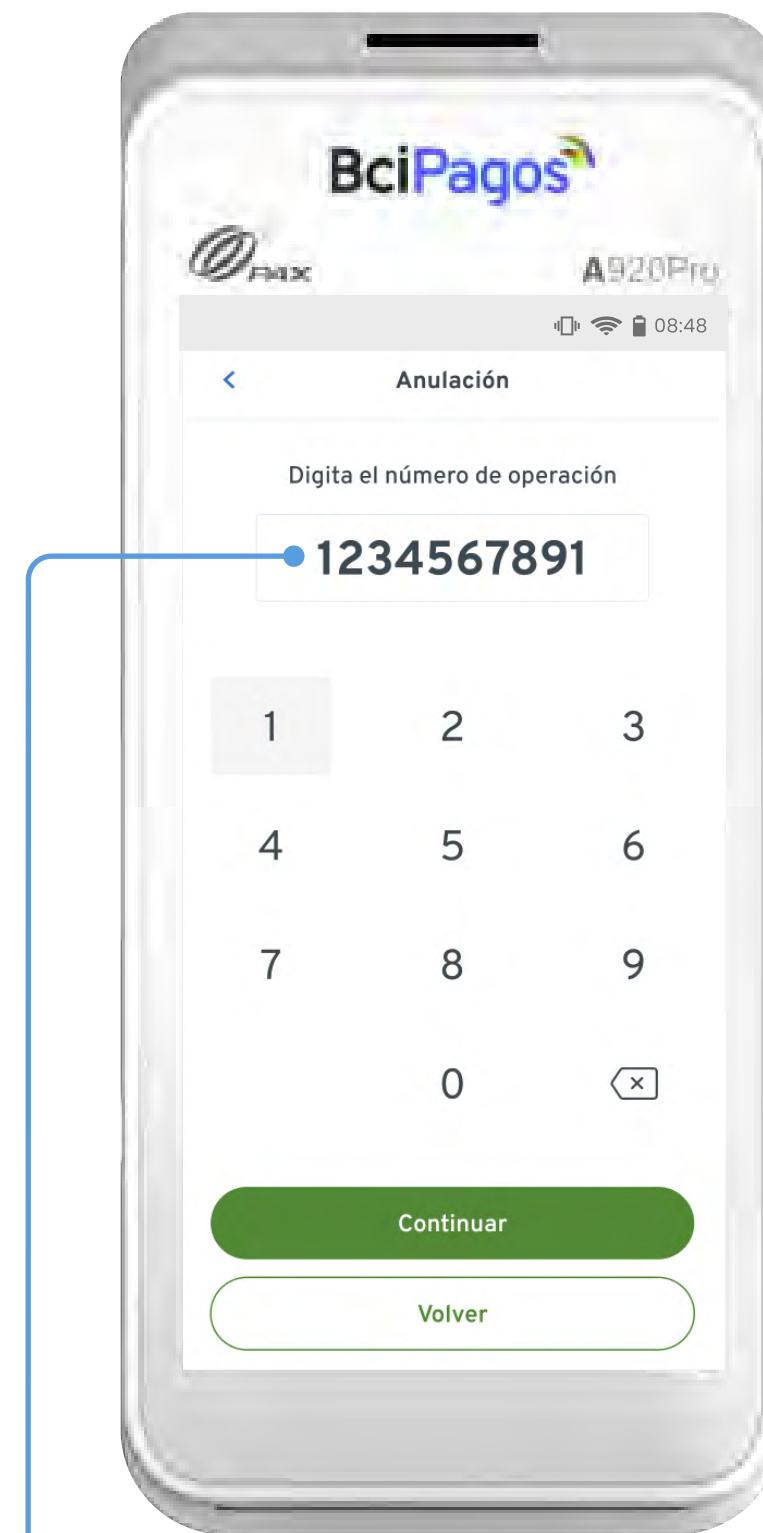 BciPagos
PAX
A920Pro
08:48
Anulación
Digita el número de operación
1234567891
1 2 3
4 5 6
7 8 9
0
Continuar
Volver